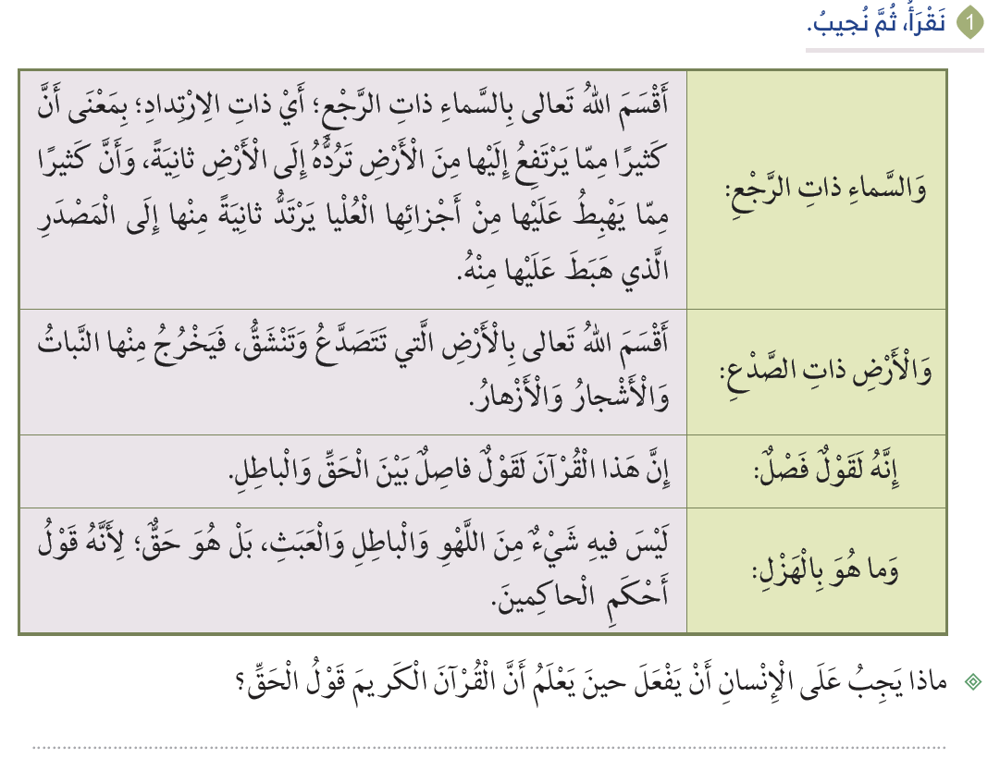 1 نَقْرَأُ، ثُمَّ نُجيبُ.
وَالسَّماءِ ذاتِ الرَّجْعِ:
أَقْسَمَ اللهُ تَعالى بِالسَّماءِ ذاتِ الرَّجْعِ؛ أَيْ ذاتِ الِارْتِدادِ؛ بِمَعْنَى أَنَّ
كَثيرًا مِمّا يَرْتَفِعُ إِلَيْها مِنَ الْأَرْضِ تَرُدُّهُ إِلَى الْأَرْضِ ثانِيَةً، وَأَنَّ كَثيرًا
مِمّا يَهْبِطُ عَلَيْها مِنْ أَجْزائِها الْعُلْيا يَرْتَدُّ ثانِيَةً مِنْها إِلَى الْمَصْدَرِ
الَّذي هَبَطَ عَلَيْها مِنْهُ.
وَالْأَرْضِ ذاتِ الصَّدْعِ:
أَقْسَمَ اللهُ تَعالى بِالْأَرْضِ الَّتي تَتَصَدَّعُ وَتَنْشَقُّ، فَيَخْرُجُ مِنْها النَّباتُ
وَالْأَشْجارُ وَالْأَزْهارُ.
إِنَّهُ لَقَوْلٌ فَصْلٌ:
إِنَّ هَذا الْقُرْآنَ لَقَوْلٌ فاصِلٌ بَيْنَ الْحَقِّ وَالْباطِلِ.
وَما هُوَ بِالْهَزْلِ:
لَيْسَ فيهِ شَيْءٌ مِنَ اللَّهْوِ وَالْباطِلِ وَالْعَبَثِ، بَلْ هُوَ حَقٌّ؛ لِأَنَّهُ قَوْلُ
أَحْكَمِ الْحاكِمينَ.
ماذا يَجِبُ عَلَى الْإِنْسانِ أَنْ يَفْعَلَ حينَ يَعْلَمُ أَنَّ الْقُرْآنَ الْكَريمَ قَوْلُ الْحَقِّ؟